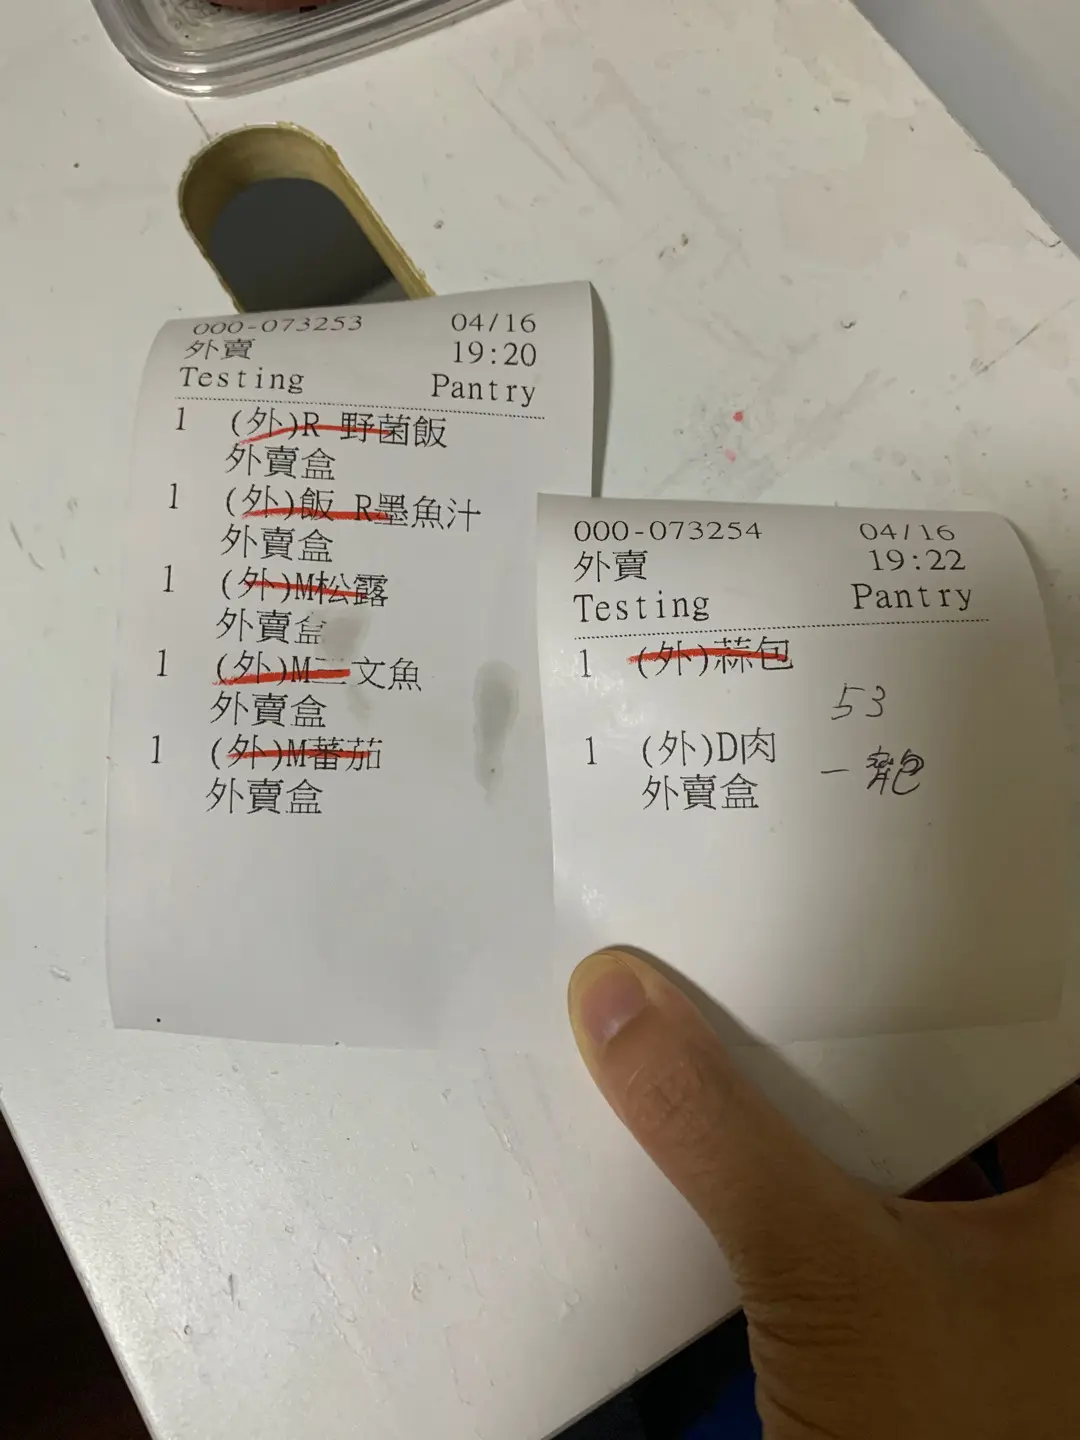 000-073253 04/16
外賣 19:20
Testing Pantry
1 (外)R 野菌飯
外賣盒
1 (外)飯 R墨魚汁
外賣盒
1 (外)M松露
外賣盒
1 (外)M三文魚
外賣盒
1 (外)M蕃茄
外賣盒
000-073254 04/16
外賣 19:22
Testing Pantry
1 (外)蒜包
53
1 (外)D肉
一齊包
外賣盒